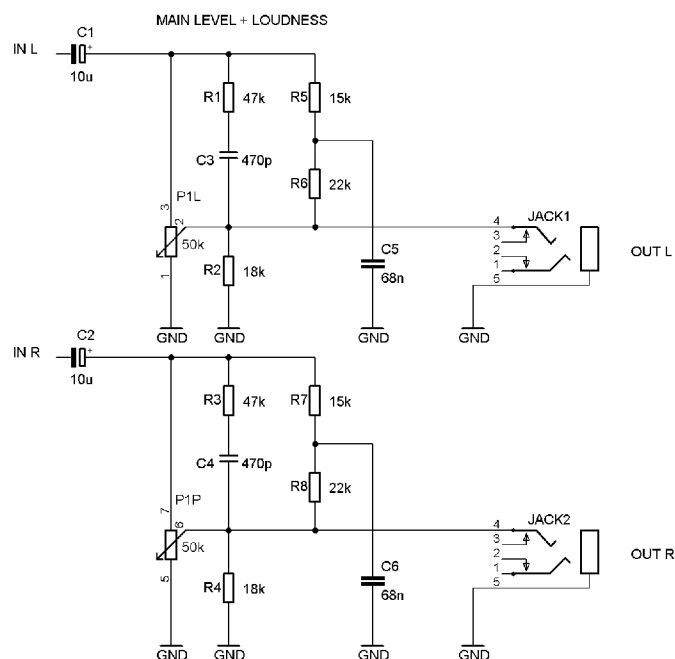 MAIN LEVEL + LOUDNESS
IN L
C1
+
10u
R1
47k
R5
15k
C3
470p
R6
22k
P1L
3
2
50k
1
R2
18k
C5
68n
4
3
2
1
5
JACK1
OUT L
GND
GND
GND
GND
IN R
C2
+
10u
R3
47k
R7
15k
C4
470p
R8
22k
P1P
7
6
50k
5
R4
18k
C6
68n
4
3
2
1
5
JACK2
OUT R
GND
GND
GND
GND